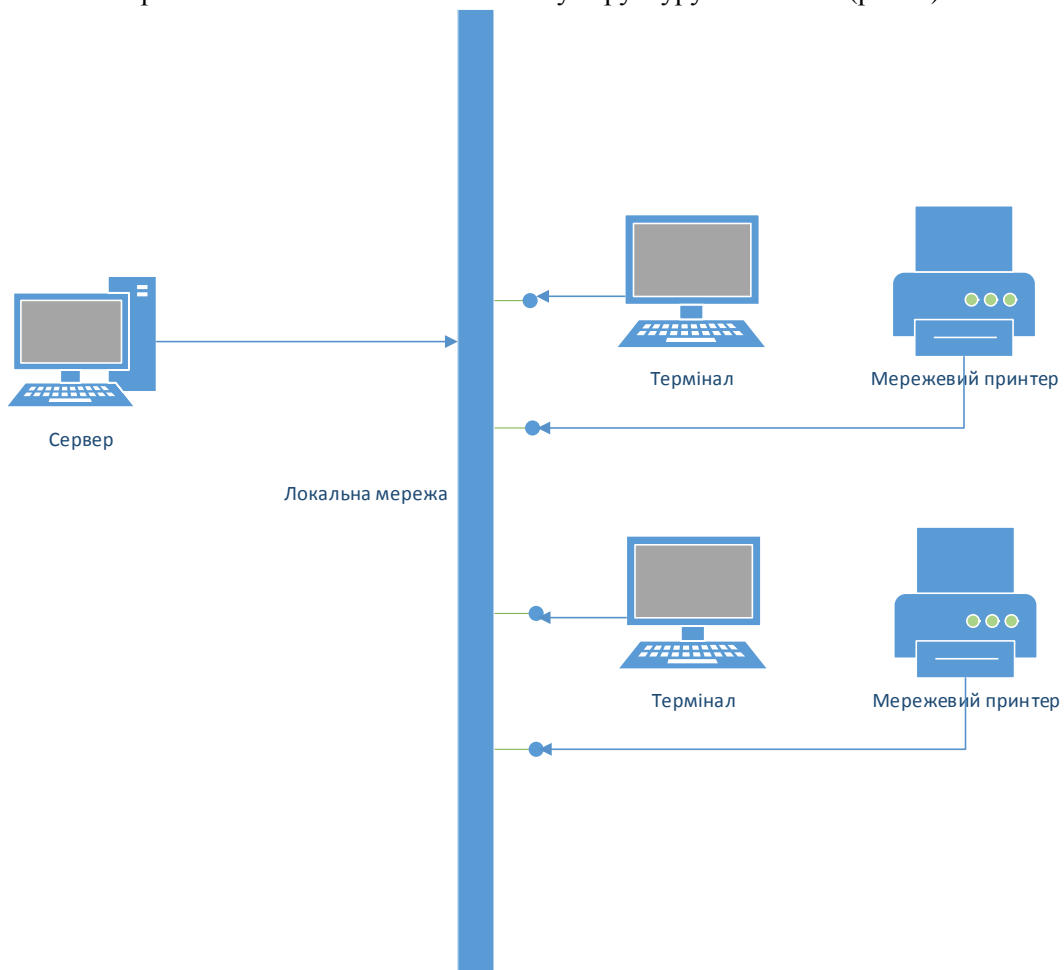 Сервер
Локальна мережа
Термінал
Мережевий принтер
Термінал
Мережевий принтер